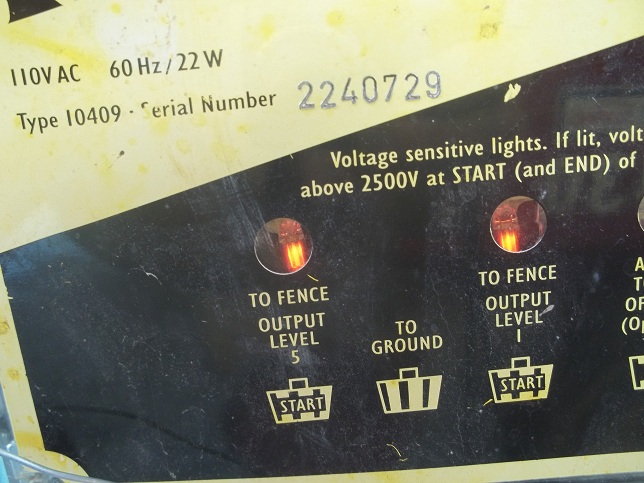 110V AC 60 Hz/22 W
Type 10409 - Serial Number 2240729
Voltage sensitive lights. If lit,
above 2500V at START (and END) of
TO FENCE
OUTPUT
LEVEL
5
START
TO
GROUND
TO FENCE
OUTPUT
LEVEL
1
START